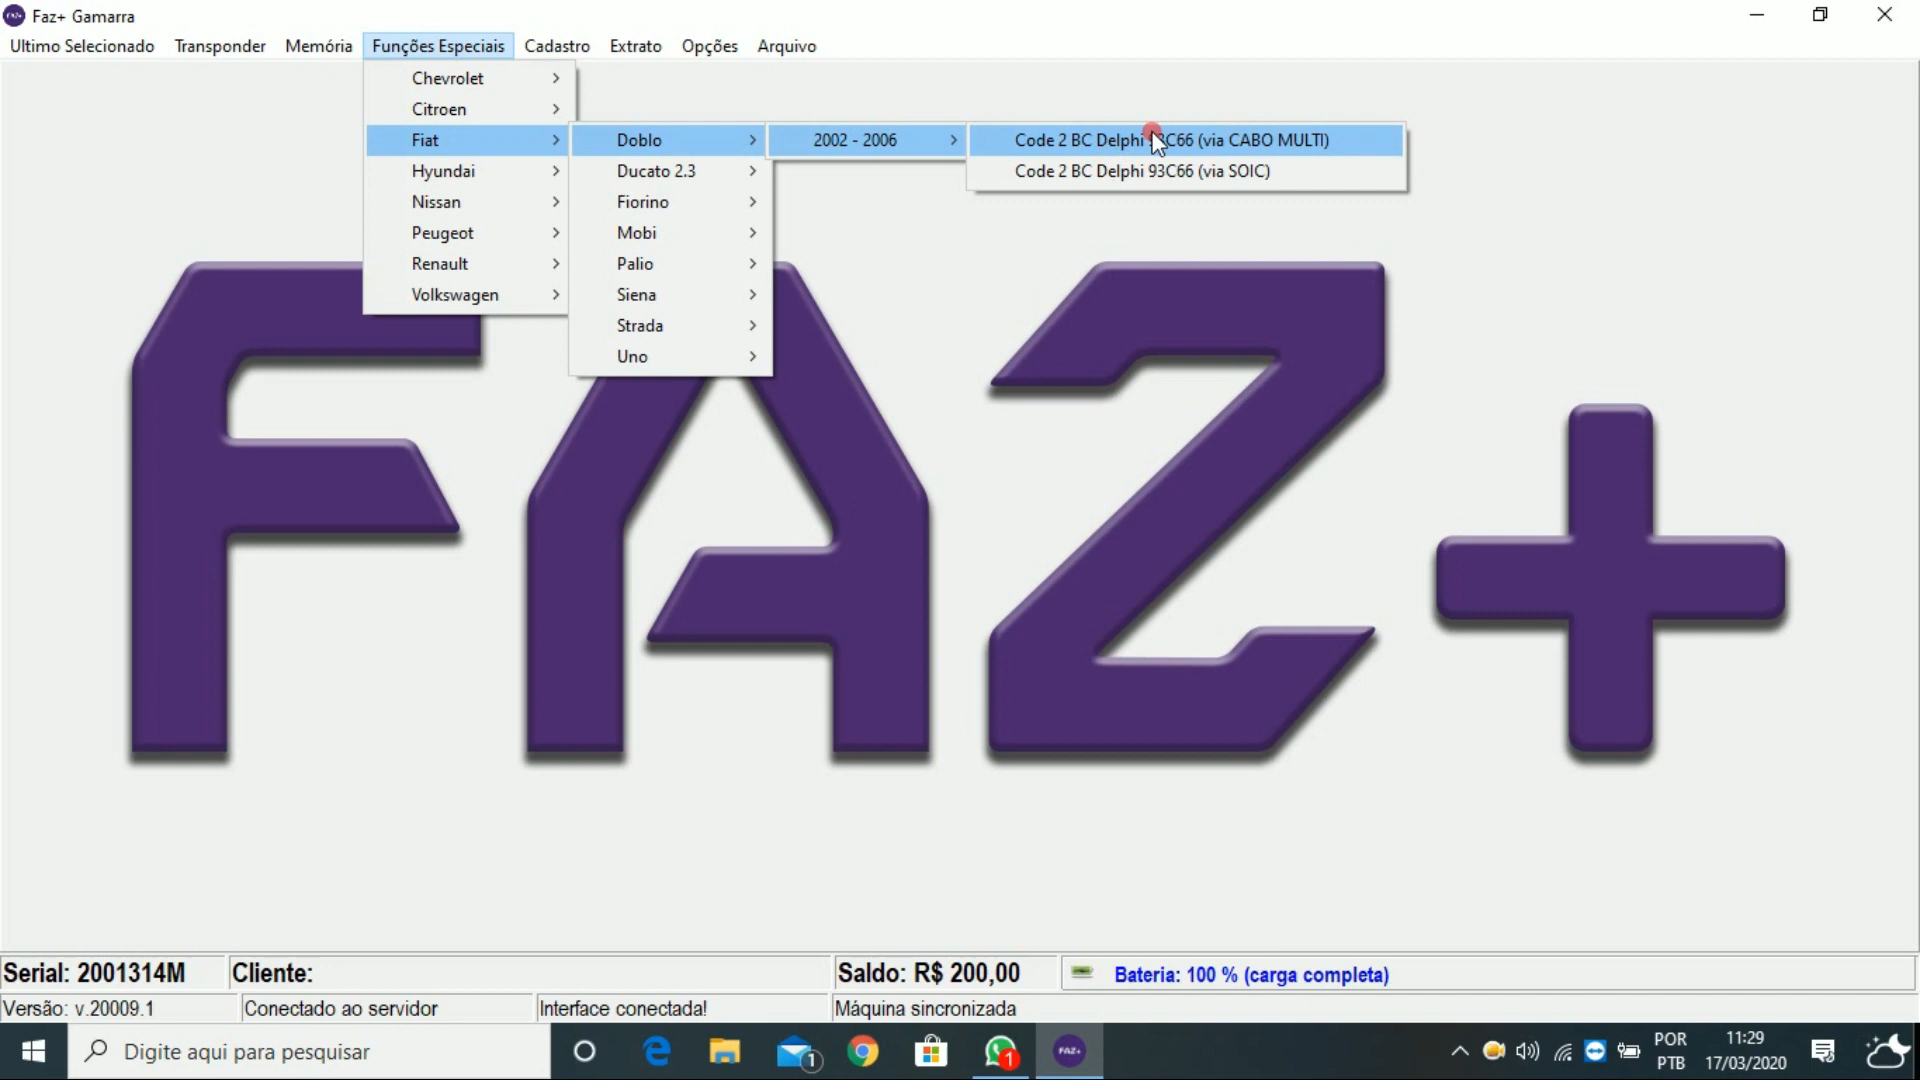 Faz+ Gamarra
Ultimo Selecionado Transponder Memória Funções Especiais Cadastro Extrato Opções Arquivo
Chevrolet
Citroen
Fiat
Hyundai
Nissan
Peugeot
Renault
Volkswagen
Doblo
Ducato 2.3
Fiorino
Mobi
Palio
Siena
Strada
Uno
2002 - 2006
Code 2 BC Delphi 93C66 (via CABO MULTI)
Code 2 BC Delphi 93C66 (via SOIC)
FAZ+
Serial: 2001314M Cliente: Saldo: R$ 200,00 Bateria: 100 % (carga completa)
Versão: v.20009.1 Conectado ao servidor Interface conectada! Máquina sincronizada
Digite aqui para pesquisar
1
1
FAZ+
POR
PTB
11:29
17/03/2020